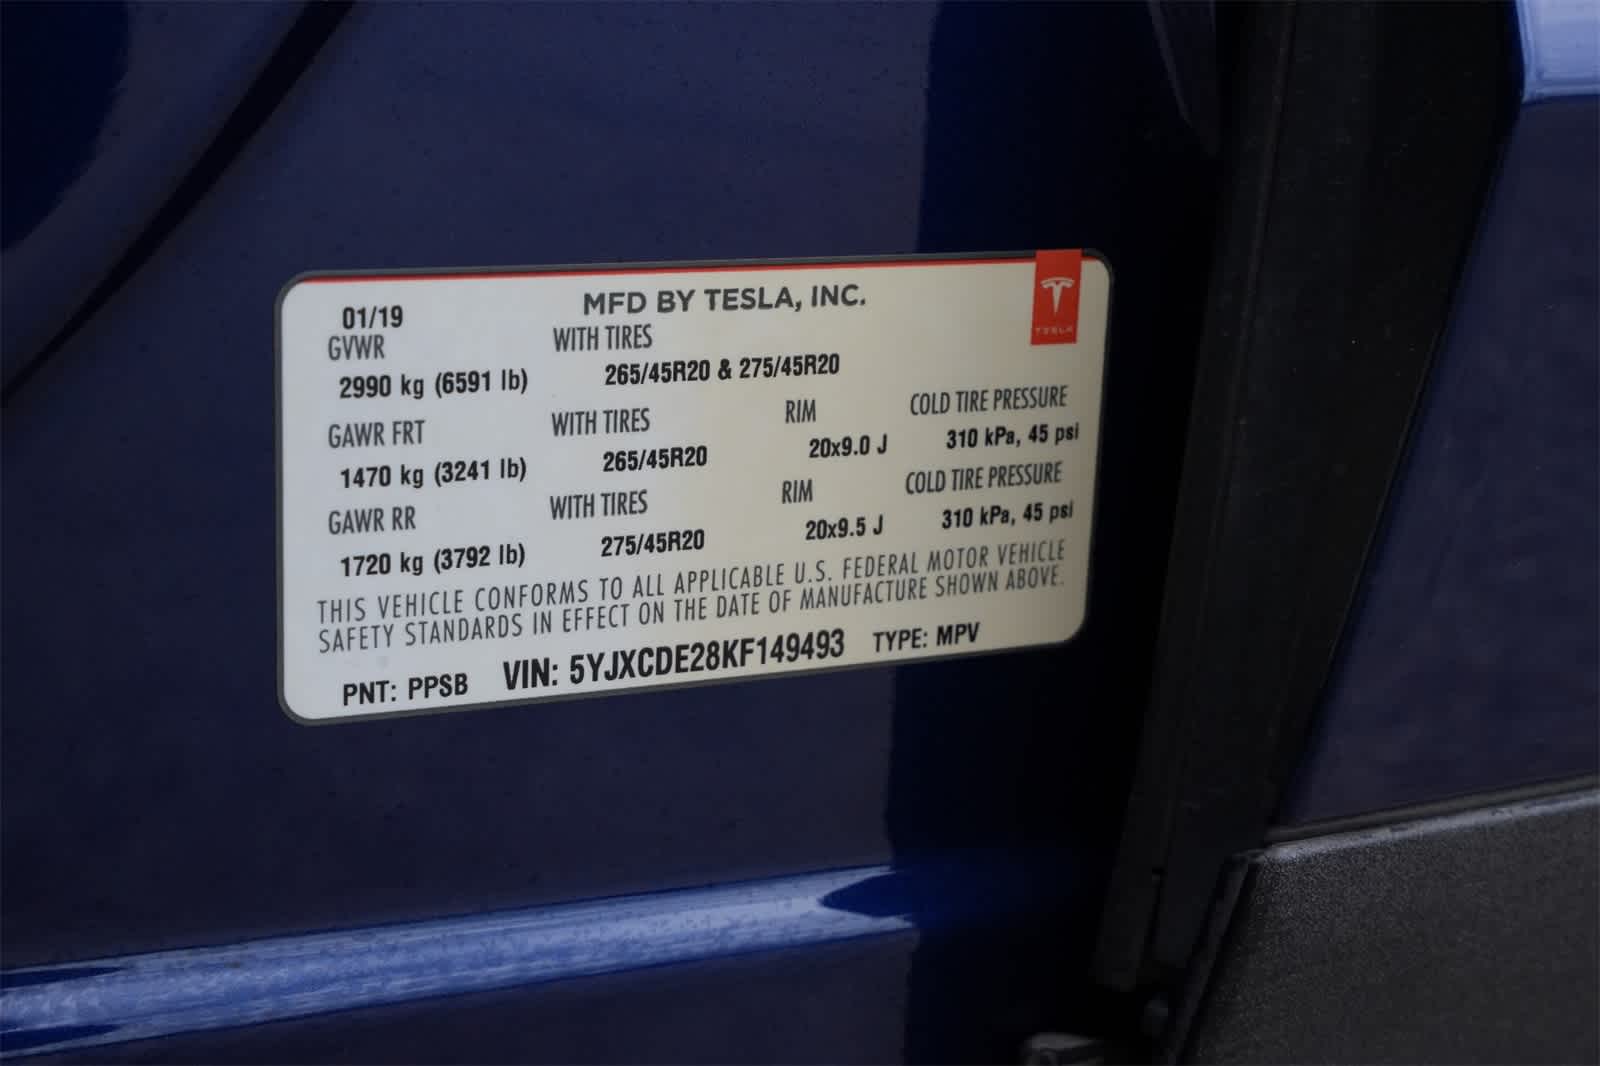 MFD BY TESLA, INC.
TESLA
01/19
GVWR WITH TIRES
2990 kg (6591 lb) 265/45R20 & 275/45R20
GAWR FRT WITH TIRES RIM COLD TIRE PRESSURE
1470 kg (3241 lb) 265/45R20 20x9.0 J 310 kPa, 45 psi
GAWR RR WITH TIRES RIM COLD TIRE PRESSURE
1720 kg (3792 lb) 275/45R20 20x9.5 J 310 kPa, 45 psi
THIS VEHICLE CONFORMS TO ALL APPLICABLE U.S. FEDERAL MOTOR VEHICLE
SAFETY STANDARDS IN EFFECT ON THE DATE OF MANUFACTURE SHOWN ABOVE.
PNT: PPSB VIN: 5YJXCDE28KF149493 TYPE: MPV